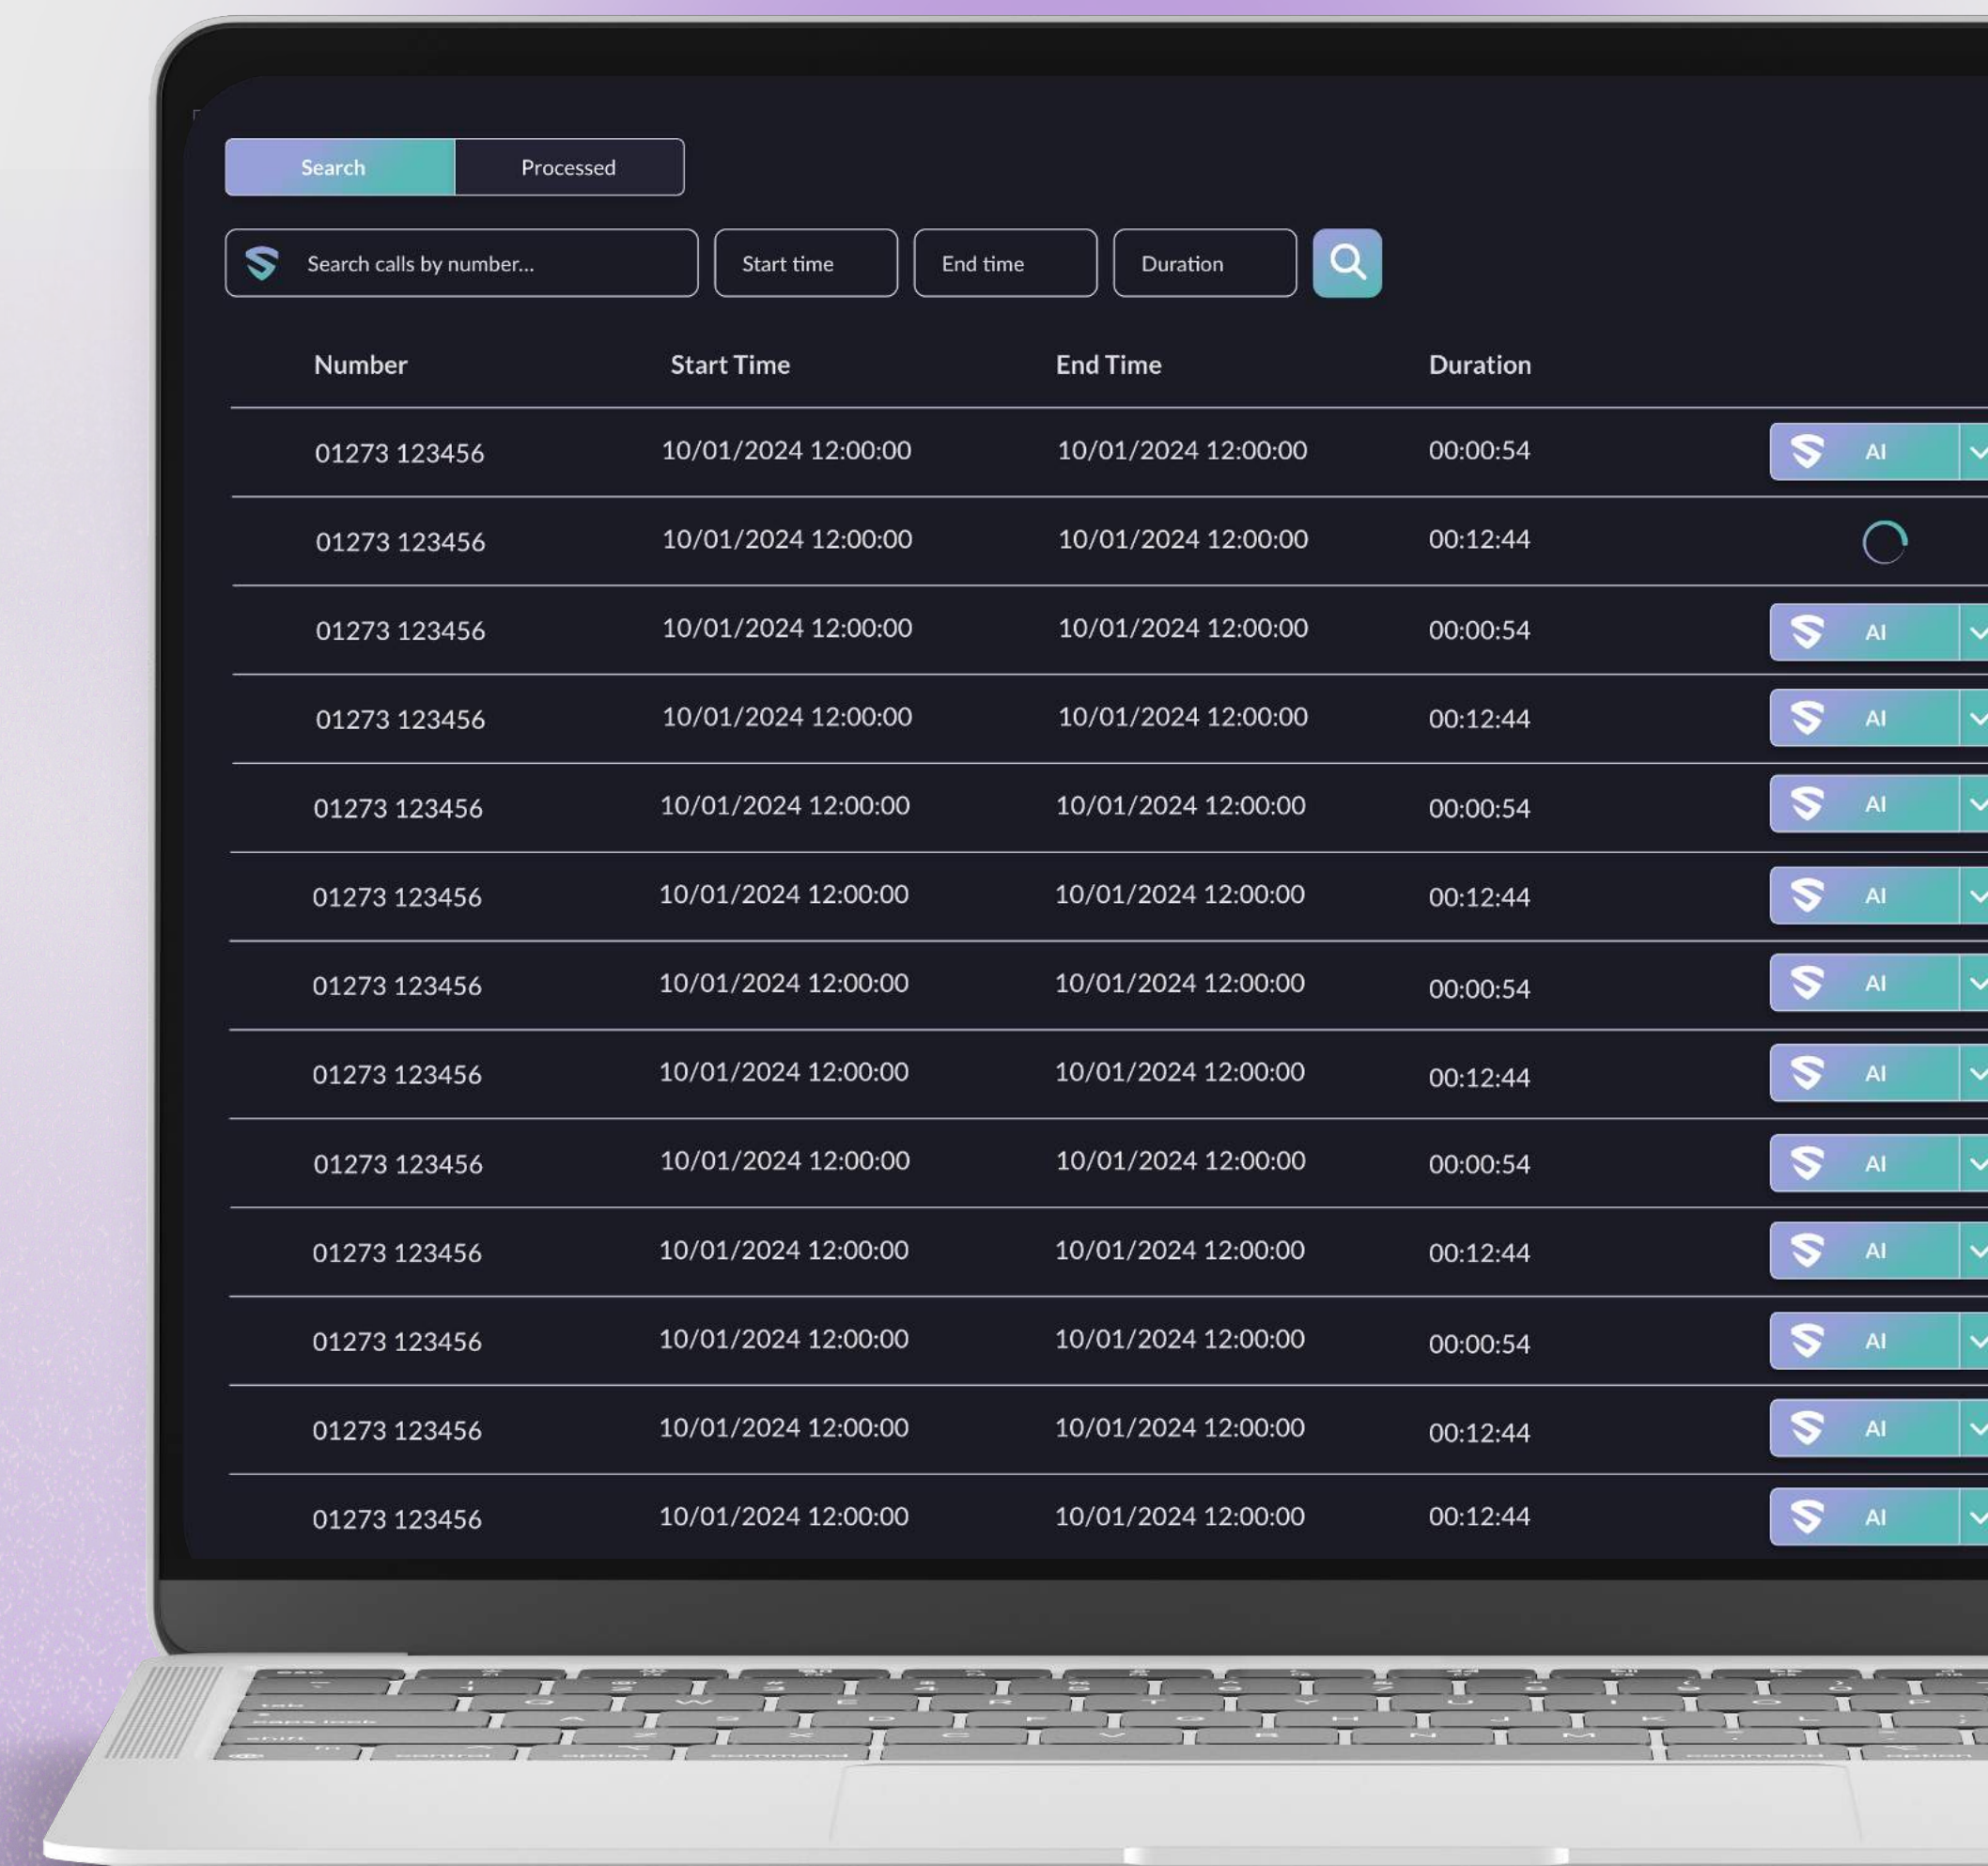 Search Processed
Search calls by number... Start time End time Duration
Number Start Time End Time Duration
01273 123456 10/01/2024 12:00:00 10/01/2024 12:00:00 00:00:54 AI
01273 123456 10/01/2024 12:00:00 10/01/2024 12:00:00 00:12:44
01273 123456 10/01/2024 12:00:00 10/01/2024 12:00:00 00:00:54 AI
01273 123456 10/01/2024 12:00:00 10/01/2024 12:00:00 00:12:44 AI
01273 123456 10/01/2024 12:00:00 10/01/2024 12:00:00 00:00:54 AI
01273 123456 10/01/2024 12:00:00 10/01/2024 12:00:00 00:12:44 AI
01273 123456 10/01/2024 12:00:00 10/01/2024 12:00:00 00:00:54 AI
01273 123456 10/01/2024 12:00:00 10/01/2024 12:00:00 00:12:44 AI
01273 123456 10/01/2024 12:00:00 10/01/2024 12:00:00 00:00:54 AI
01273 123456 10/01/2024 12:00:00 10/01/2024 12:00:00 00:12:44 AI
01273 123456 10/01/2024 12:00:00 10/01/2024 12:00:00 00:00:54 AI
01273 123456 10/01/2024 12:00:00 10/01/2024 12:00:00 00:12:44 AI
01273 123456 10/01/2024 12:00:00 10/01/2024 12:00:00 00:12:44 AI